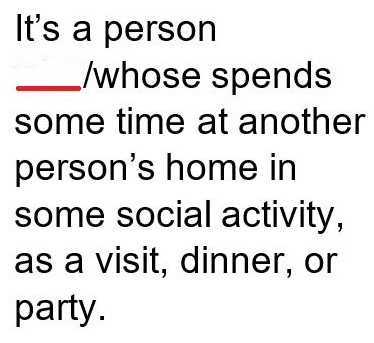 It’s a person
/whose spends
some time at another
person’s home in
some social activity,
as a visit, dinner, or
party.